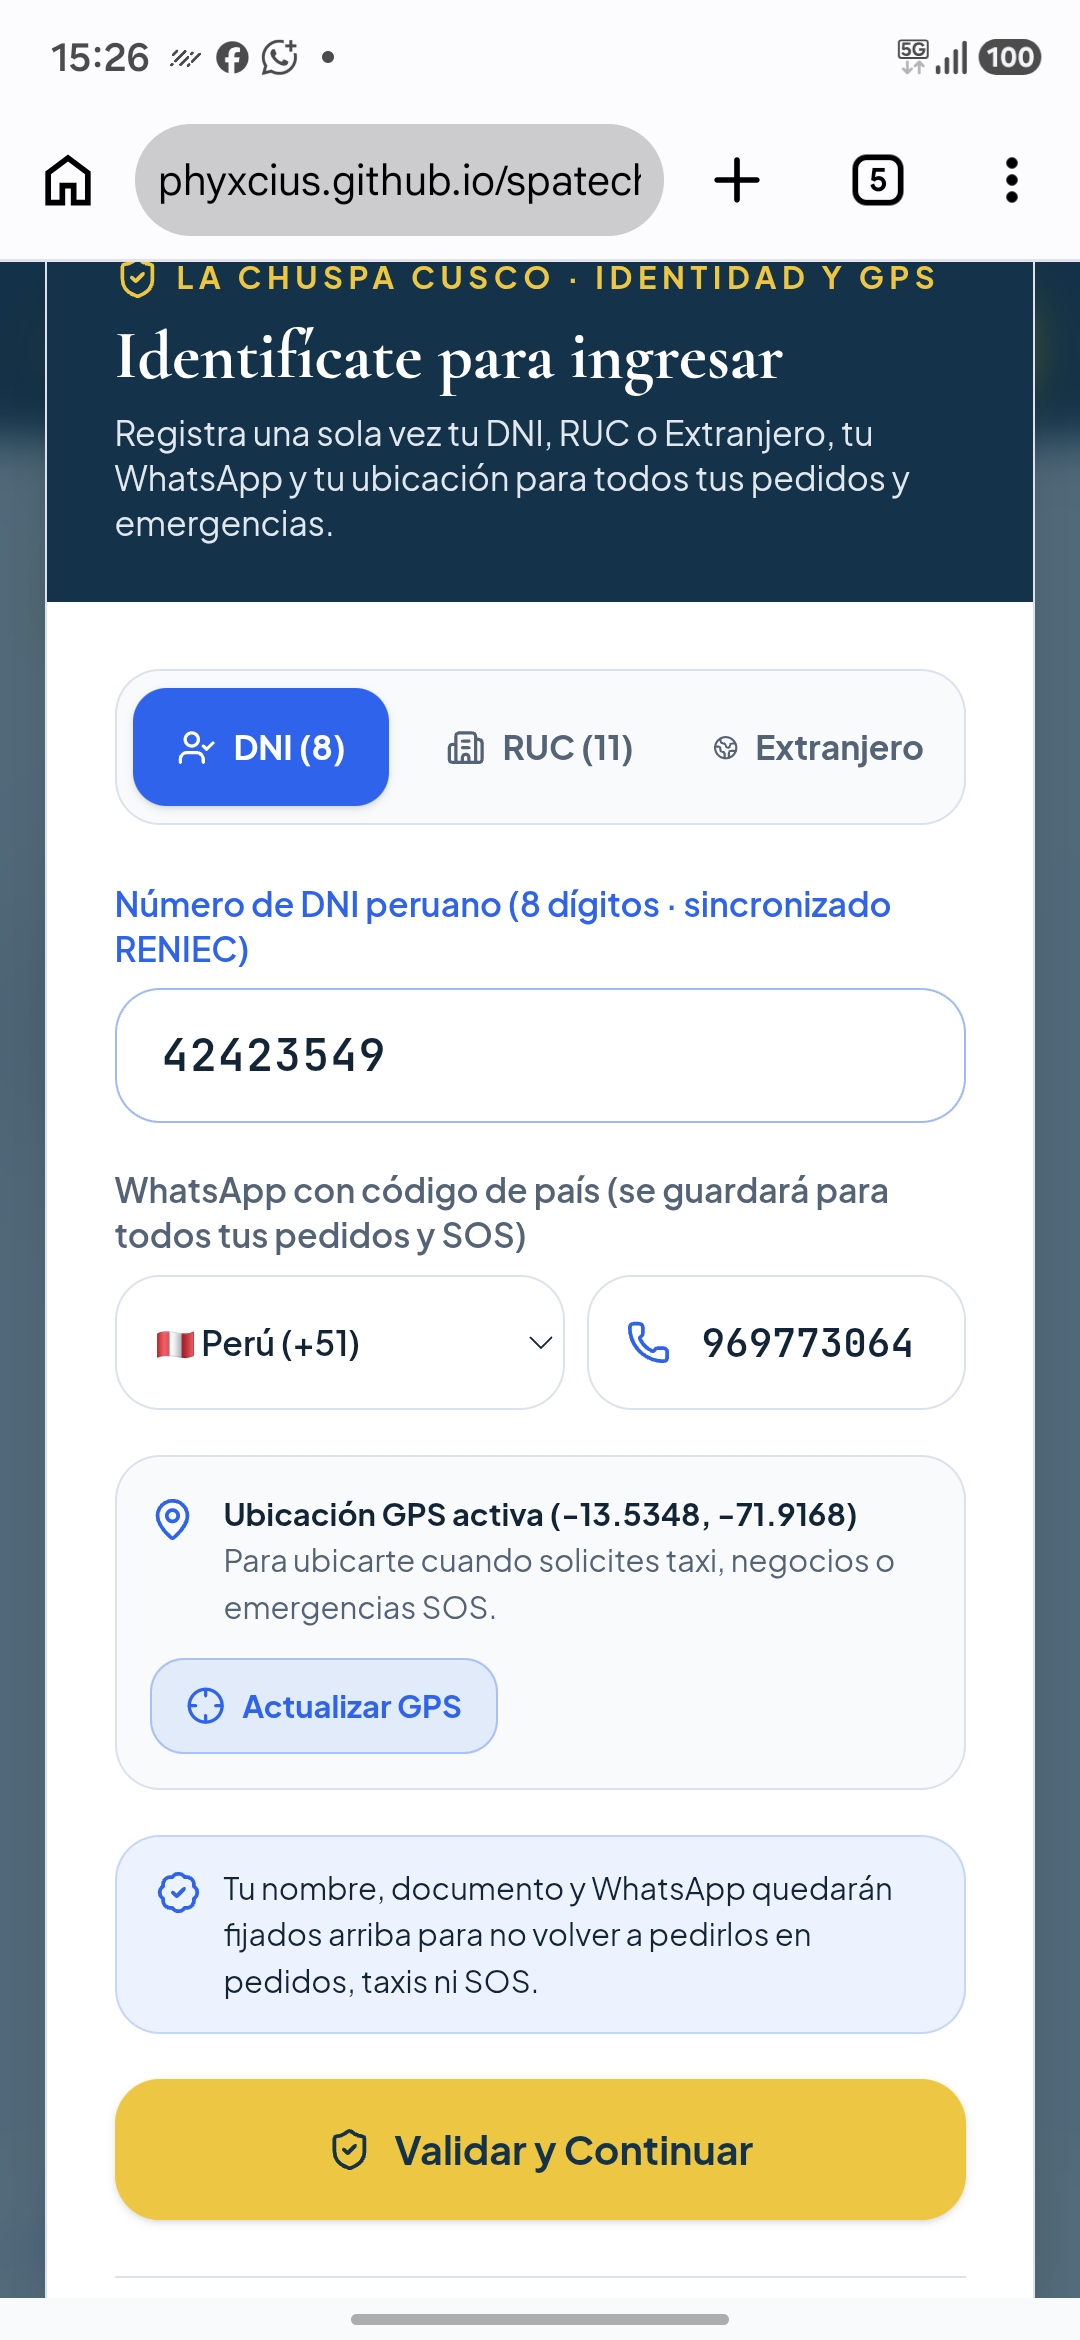 15:26
5G
100
phyxcius.github.io/spatech
5
LA CHUSPA CUSCO · IDENTIDAD Y GPS
Identifícate para ingresar
Registra una sola vez tu DNI, RUC o Extranjero, tu
WhatsApp y tu ubicación para todos tus pedidos y
emergencias.
DNI (8)
RUC (11)
Extranjero
Número de DNI peruano (8 dígitos · sincronizado
RENIEC)
42423549
WhatsApp con código de país (se guardará para
todos tus pedidos y SOS)
🇵🇪 Perú (+51)
969773064
Ubicación GPS activa (-13.5348, -71.9168)
Para ubicarte cuando solicites taxi, negocios o
emergencias SOS.
Actualizar GPS
Tu nombre, documento y WhatsApp quedarán
fijados arriba para no volver a pedirlos en
pedidos, taxis ni SOS.
Validar y Continuar